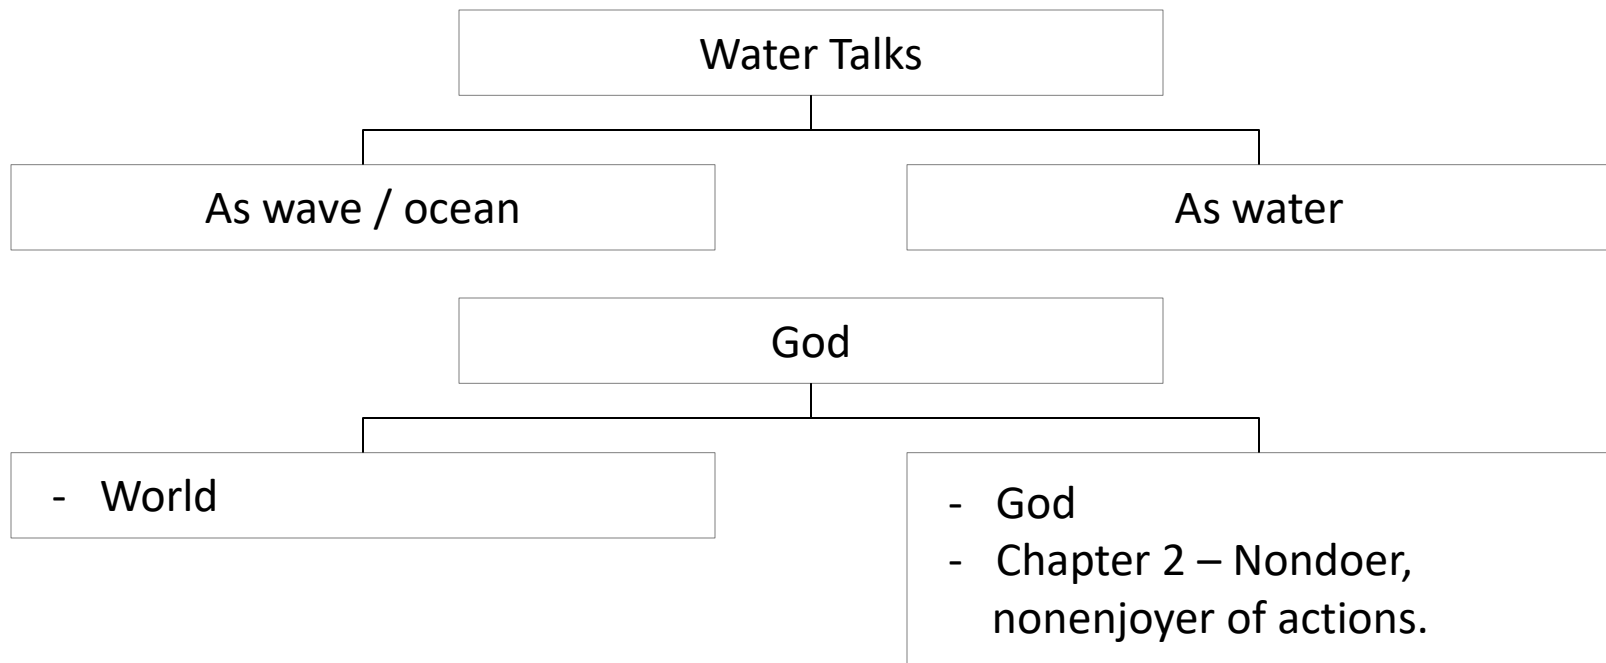 Water Talks
As wave / ocean
As water
God
- World
- God
- Chapter 2 – Nondoer,
nonenjoyer of actions.